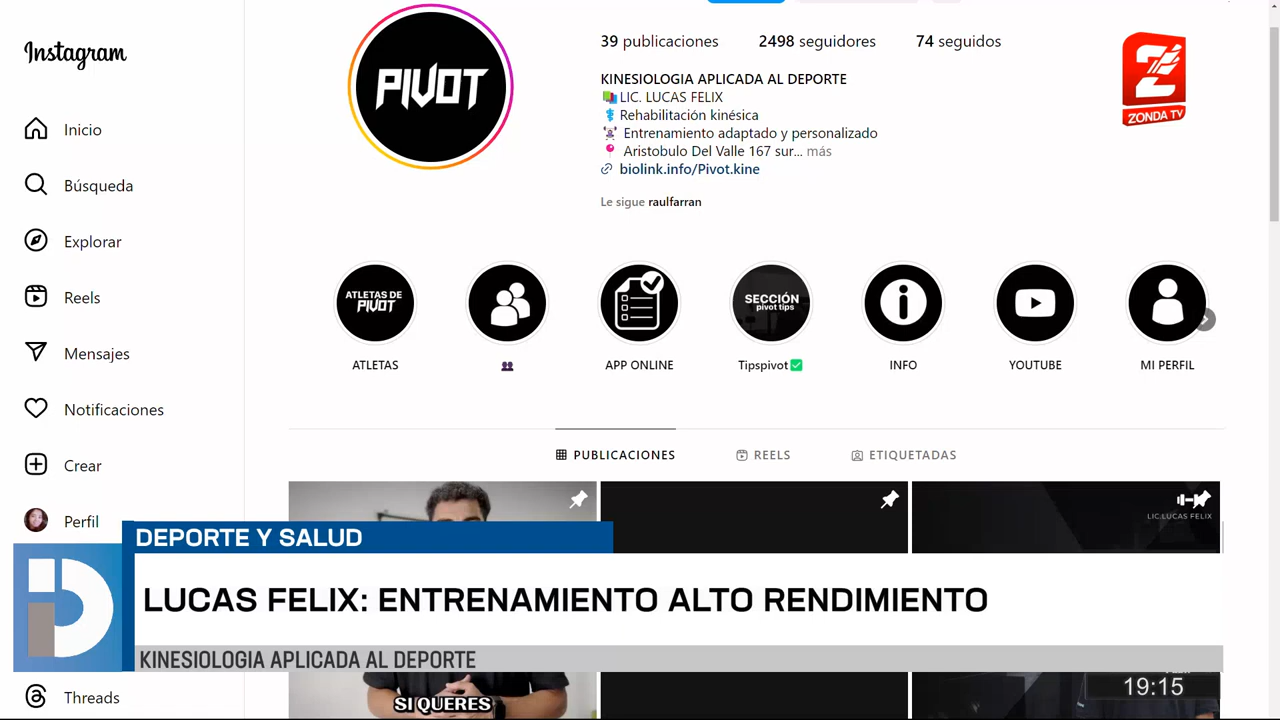 Instagram
Inicio
Búsqueda
Explorar
Reels
Mensajes
Notificaciones
Crear
Perfil
Threads
PIVOT
39 publicaciones 2498 seguidores 74 seguidos
KINESIOLOGIA APLICADA AL DEPORTE
LIC. LUCAS FELIX
Rehabilitación kinésica
Entrenamiento adaptado y personalizado
Aristobulo Del Valle 167 sur... más
biolink.info/Pivot.kine
Le sigue raulfarran
Z
ZONDA TV
ATLETAS DE
PIVOT
SECCIÓN
pivot tips
ATLETAS
APP ONLINE
Tipspivot
INFO
YOUTUBE
MI PERFIL
PUBLICACIONES
REELS
ETIQUETADAS
LIC.LUCAS FELIX
DEPORTE Y SALUD
LUCAS FELIX: ENTRENAMIENTO ALTO RENDIMIENTO
KINESIOLOGIA APLICADA AL DEPORTE
SI QUERES
19:15